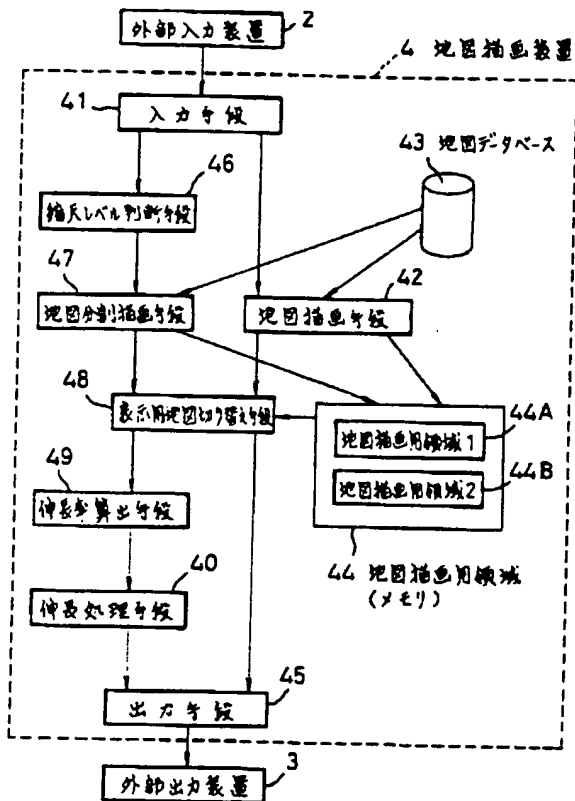 外部入力装置
2
4 地図描画装置
41
入力手段
43 地図データベース
46
縮尺レベル判断手段
47
地図分割描画手段
42
地図描画手段
48
表示用地図切り替え手段
44A
地図描画用領域1
44B
地図描画用領域2
49
伸長率算出手段
44 地図描画用領域
(メモリ)
40
伸長処理手段
45
出力手段
3
外部出力装置